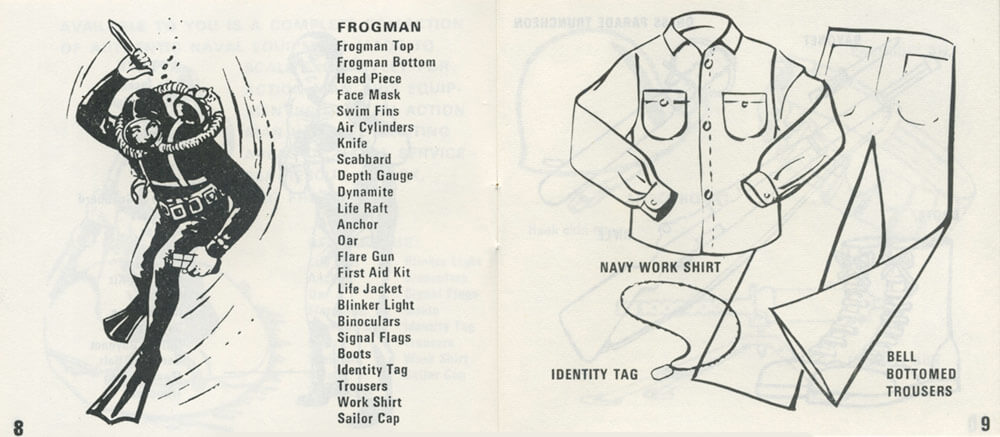 FROGMAN
Frogman Top
Frogman Bottom
Head Piece
Face Mask
Swim Fins
Air Cylinders
Knife
Scabbard
Depth Gauge
Dynamite
Life Raft
Anchor
Oar
Flare Gun
First Aid Kit
Life Jacket
Blinker Light
Binoculars
Signal Flags
Boots
Identity Tag
Trousers
Work Shirt
Sailor Cap
8
NAVY WORK SHIRT
IDENTITY TAG
BELL
BOTTOMED
TROUSERS
9